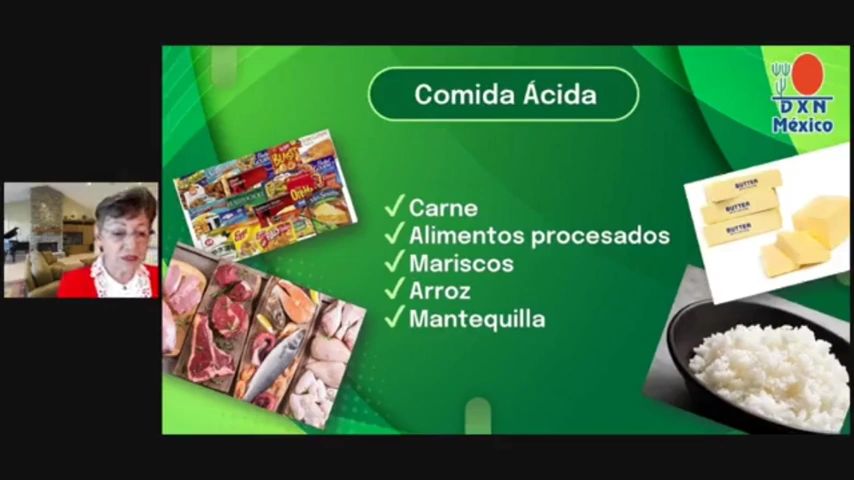 Comida Ácida
DXN
México
✓Carne
✓Alimentos procesados
✓Mariscos
✓Arroz
✓Mantequilla
BUTTER
BUTTER
BUTTER